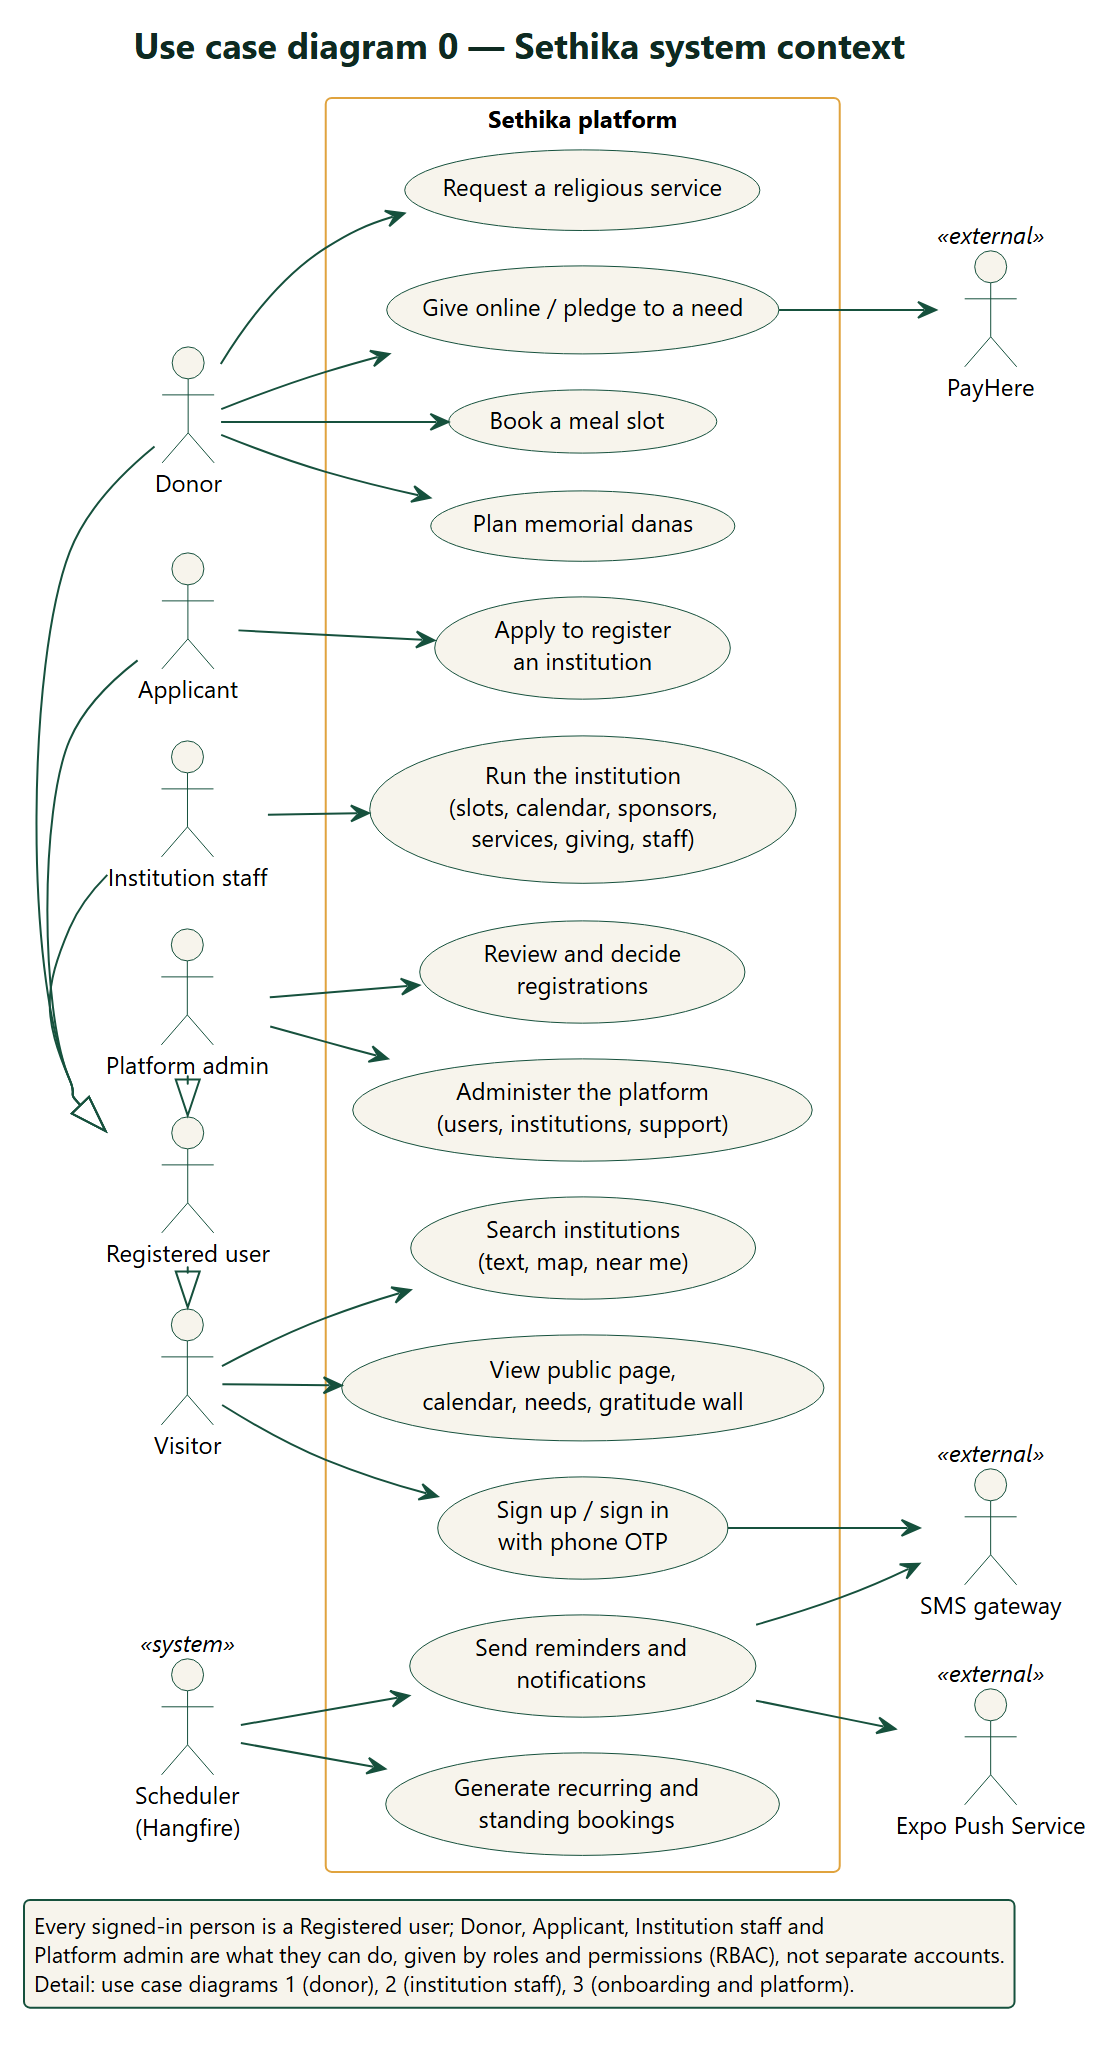 Use case diagram 0 — Sethika system context
Sethika platform
Request a religious service
«external»
Give online / pledge to a need
PayHere
Book a meal slot
Donor
Plan memorial danas
Apply to register
an institution
Applicant
Run the institution
(slots, calendar, sponsors,
services, giving, staff)
Institution staff
Review and decide
registrations
Platform admin
Administer the platform
(users, institutions, support)
Search institutions
(text, map, near me)
Registered user
View public page,
calendar, needs, gratitude wall
Visitor
«external»
Sign up / sign in
with phone OTP
SMS gateway
«system»
Send reminders and
notifications
«external»
Scheduler
(Hangfire)
Generate recurring and
standing bookings
Expo Push Service
Every signed-in person is a Registered user; Donor, Applicant, Institution staff and
Platform admin are what they can do, given by roles and permissions (RBAC), not separate accounts.
Detail: use case diagrams 1 (donor), 2 (institution staff), 3 (onboarding and platform).